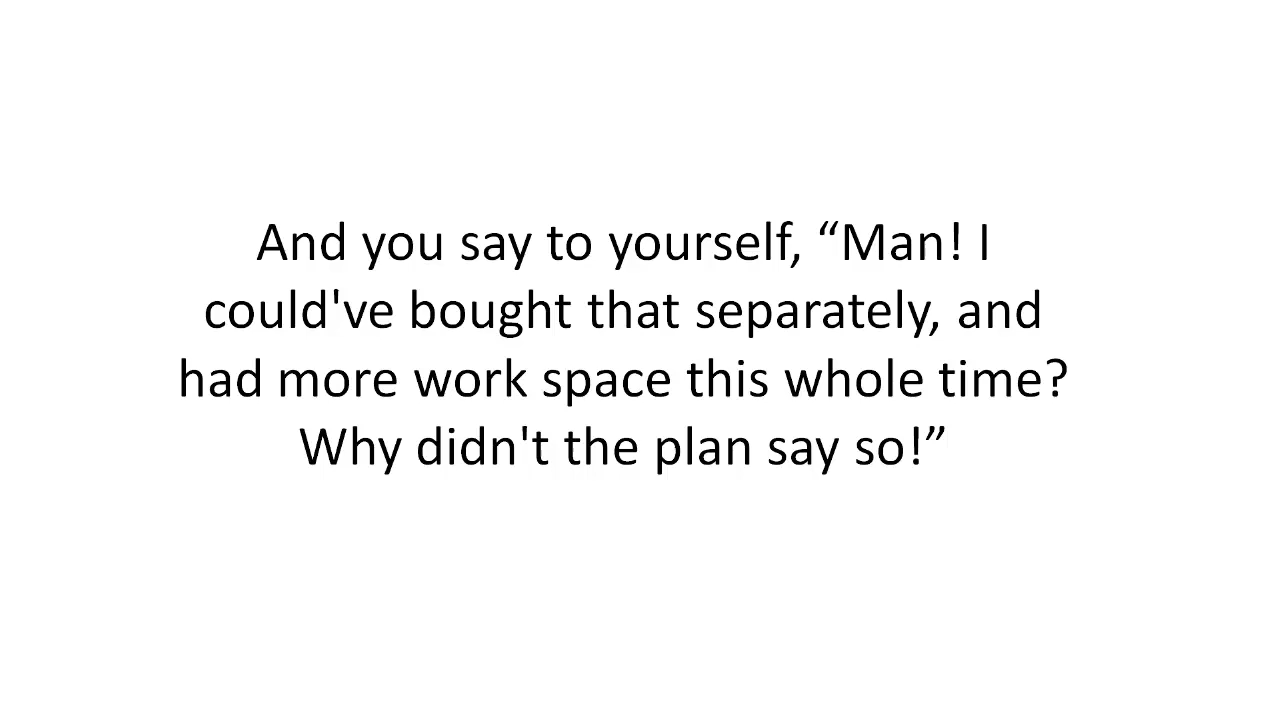 And you say to yourself, “Man! I
could've bought that separately, and
had more work space this whole time?
Why didn't the plan say so!”